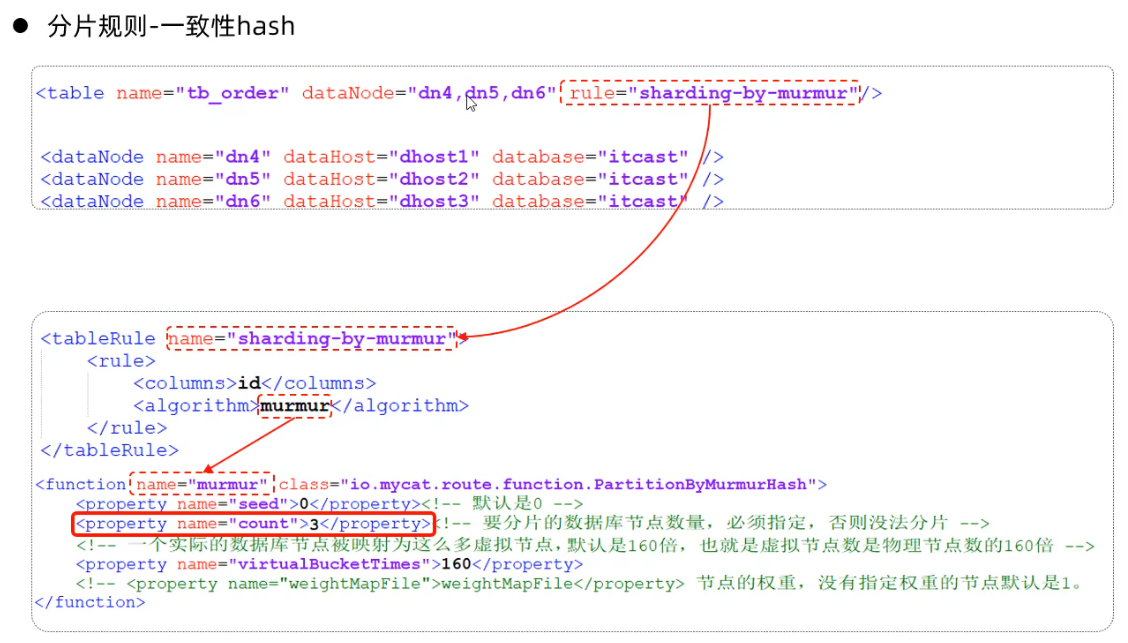 ● 分片规则-一致性hash
<table name="tb_order" dataNode="dn4,dn5,dn6" rule="sharding-by-murmur"/>
<dataNode name="dn4" dataHost="dhost1" database="itcast" />
<dataNode name="dn5" dataHost="dhost2" database="itcast" />
<dataNode name="dn6" dataHost="dhost3" database="itcast" />
<tableRule name="sharding-by-murmur">
<rule>
<columns>id</columns>
<algorithm>murmur</algorithm>
</rule>
</tableRule>
<function name="murmur" class="io.mycat.route.function.PartitionByMurmurHash">
<property name="seed">0</property><!-- 默认是0 -->
<property name="count">3</property><!-- 要分片的数据库节点数量，必须指定，否则没法分片 -->
<!-- 一个实际的数据库节点被映射为这么多虚拟节点，默认是160倍，也就是虚拟节点数是物理节点数的160倍 -->
<property name="virtualBucketTimes">160</property>
<!-- <property name="weightMapFile">weightMapFile</property> 节点的权重，没有指定权重的节点默认是1。
</function>